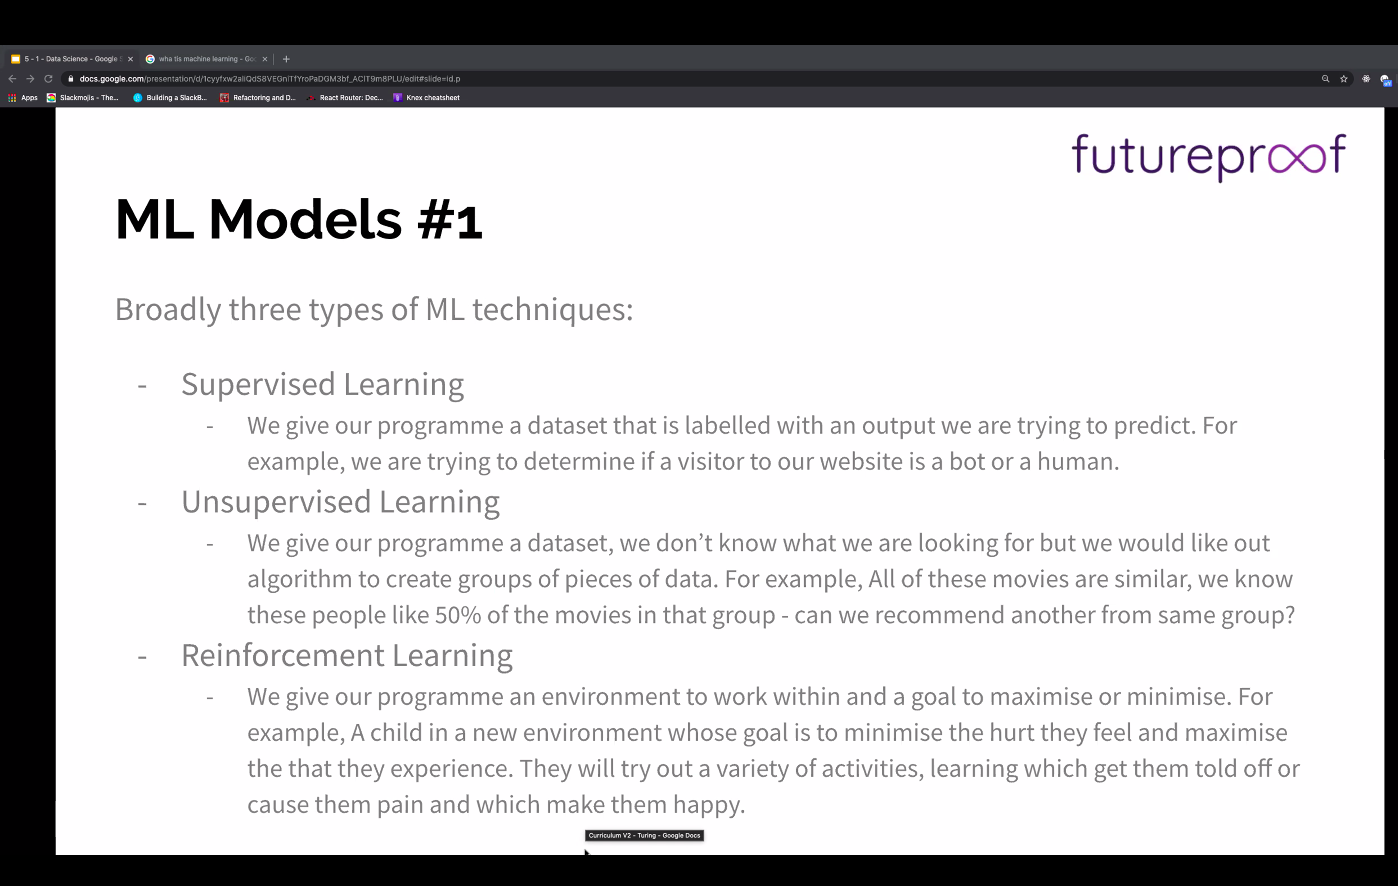 5 - 1 - Data Science - Google S
wha tis machine learning - Goo
docs.google.com/presentation/d/
Apps
Slackmojis - The...
Building a SlackB...
Refactoring and D...
React Router: Dec...
Knex cheatsheet
futureproof
ML Models #1
Broadly three types of ML techniques:
- Supervised Learning
- We give our programme a dataset that is labelled with an output we are trying to predict. For
example, we are trying to determine if a visitor to our website is a bot or a human.
- Unsupervised Learning
- We give our programme a dataset, we don’t know what we are looking for but we would like out
algorithm to create groups of pieces of data. For example, All of these movies are similar, we know
these people like 50% of the movies in that group - can we recommend another from same group?
- Reinforcement Learning
- We give our programme an environment to work within and a goal to maximise or minimise. For
example, A child in a new environment whose goal is to minimise the hurt they feel and maximise
the that they experience. They will try out a variety of activities, learning which get them told off or
cause them pain and which make them happy.
Curriculum V2 - Turing - Google Docs